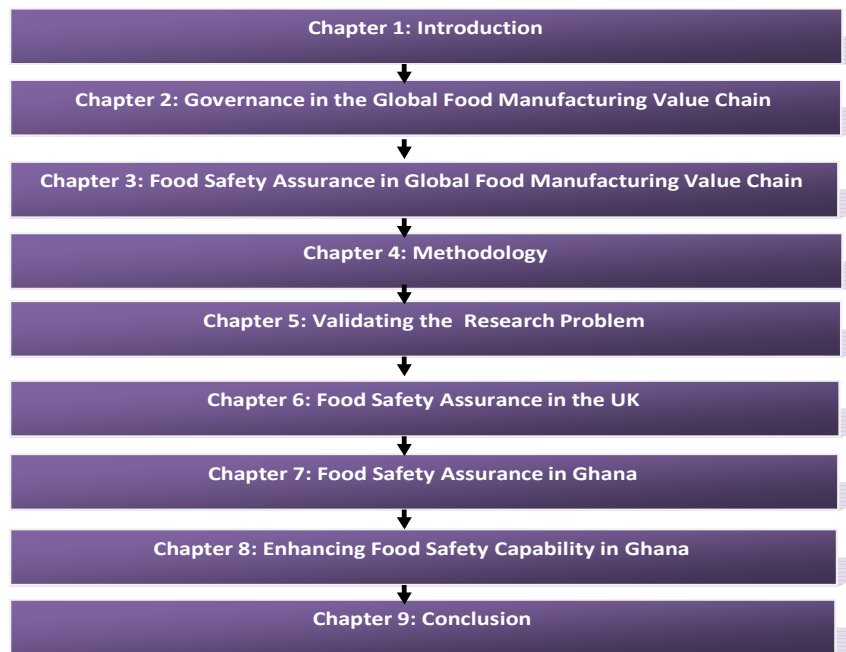 Chapter 1: Introduction
Chapter 2: Governance in the Global Food Manufacturing Value Chain
Chapter 3: Food Safety Assurance in Global Food Manufacturing Value Chain
Chapter 4: Methodology
Chapter 5: Validating the  Research Problem
Chapter 6: Food Safety Assurance in the UK
Chapter 7: Food Safety Assurance in Ghana
Chapter 8: Enhancing Food Safety Capability in Ghana
Chapter 9: Conclusion